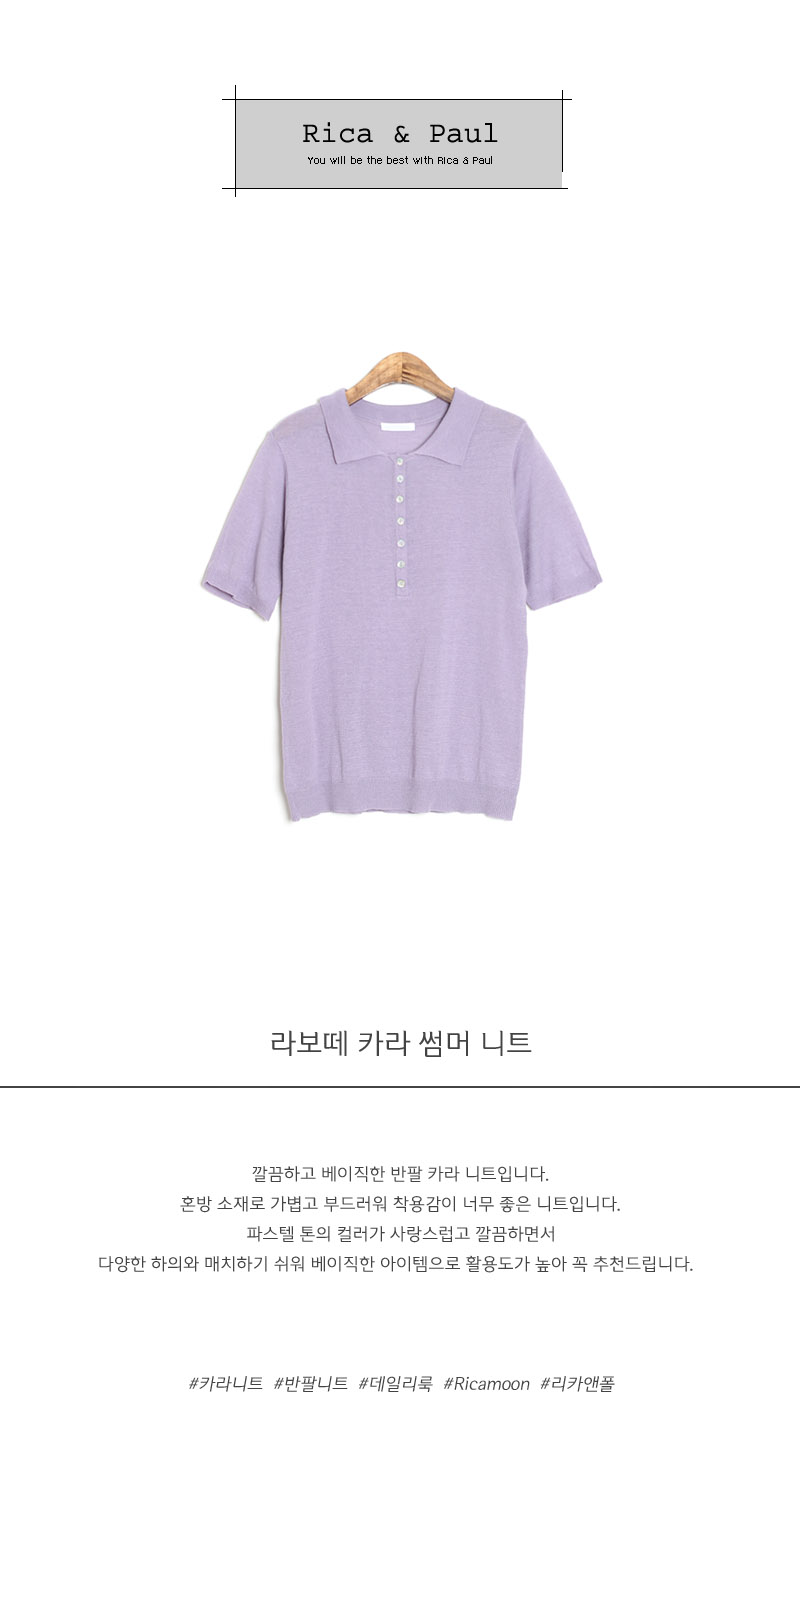 Rica & Paul
You will be the best with Rica & Paul
라보떼 카라 썸머 니트
깔끔하고 베이직한 반팔 카라 니트입니다.
혼방 소재로 가볍고 부드러워 착용감이 너무 좋은 니트입니다.
파스텔 톤의 컬러가 사랑스럽고 깔끔하면서
다양한 하의와 매치하기 쉬워 베이직한 아이템으로 활용도가 높아 꼭 추천드립니다.
#카라니트 #반팔니트 #데일리룩 #Ricamoon #리카앤폴